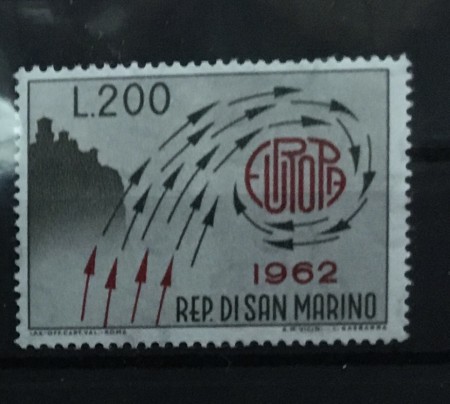 L.200
EUROPA
1962
REP. DI SAN MARINO